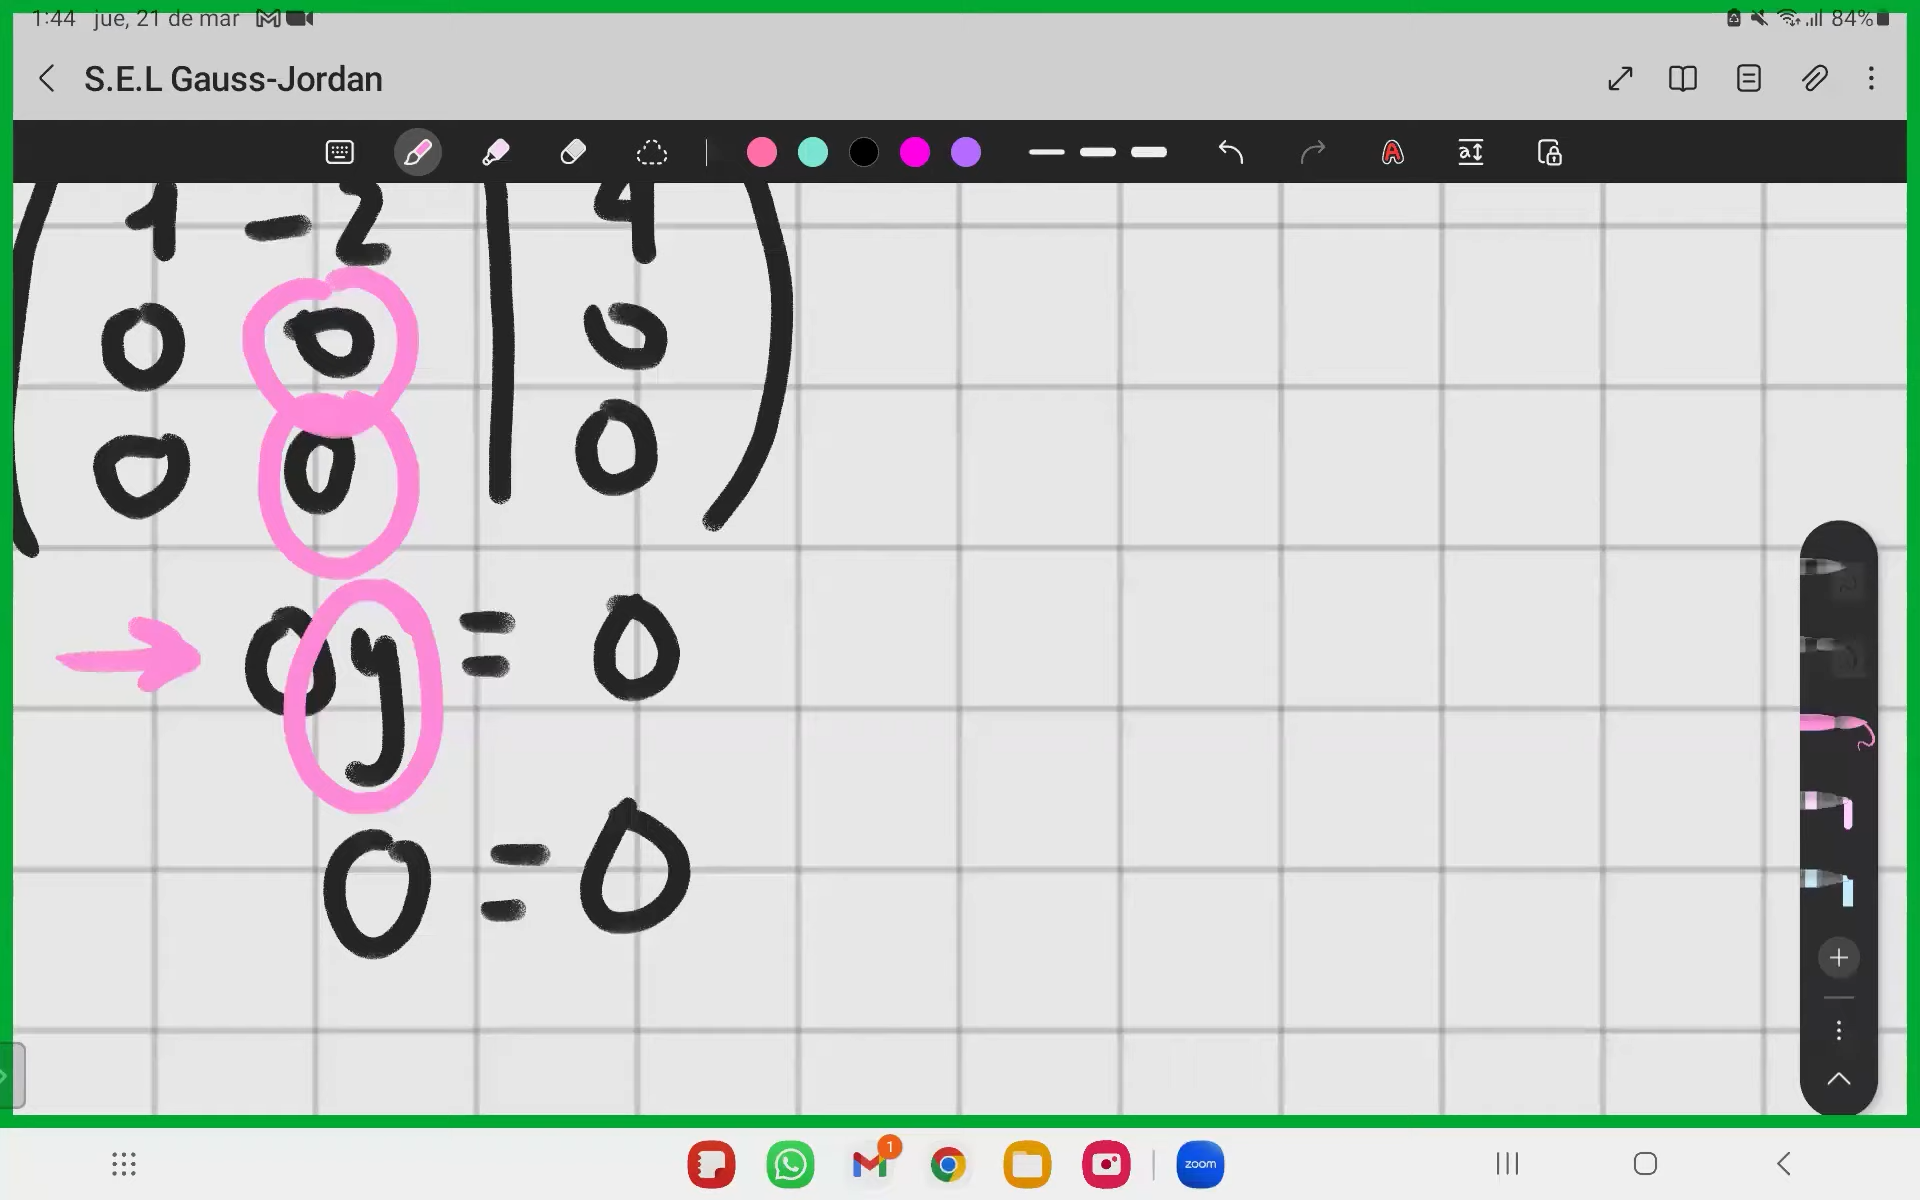 1:44 jue, 21 de mar 84%
S.E.L Gauss-Jordan
1 -2 | 4
0 0 | 0
0 0 | 0
0y = 0
0 = 0
1
zoom